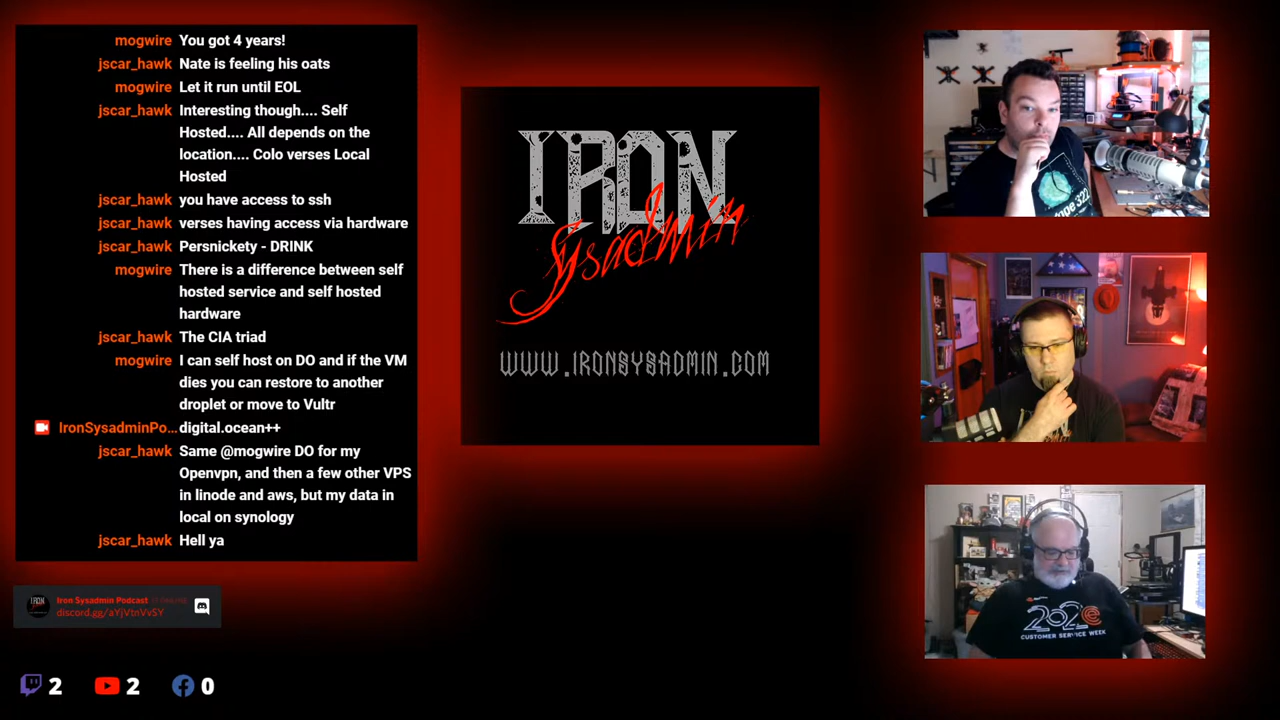 mogwire You got 4 years!
jscar_hawk Nate is feeling his oats
mogwire Let it run until EOL
jscar_hawk Interesting though.... Self
Hosted.... All depends on the
location.... Colo verses Local
Hosted
jscar_hawk you have access to ssh
jscar_hawk verses having access via hardware
jscar_hawk Persnickety - DRINK
mogwire There is a difference between self
hosted service and self hosted
hardware
jscar_hawk The CIA triad
mogwire I can self host on DO and if the VM
dies you can restore to another
droplet or move to Vultr
IronSysadminPo... digital.ocean++
jscar_hawk Same @mogwire DO for my
Openvpn, and then a few other VPS
in linode and aws, but my data in
local on synology
jscar_hawk Hell ya
Iron Sysadmin Podcast
discord.gg/aYjVtnVvSY
2 2 0
IRON
Sysadmin
WWW.IRONSYSADMIN.COM
2020
CUSTOMER SERVICE WEEK